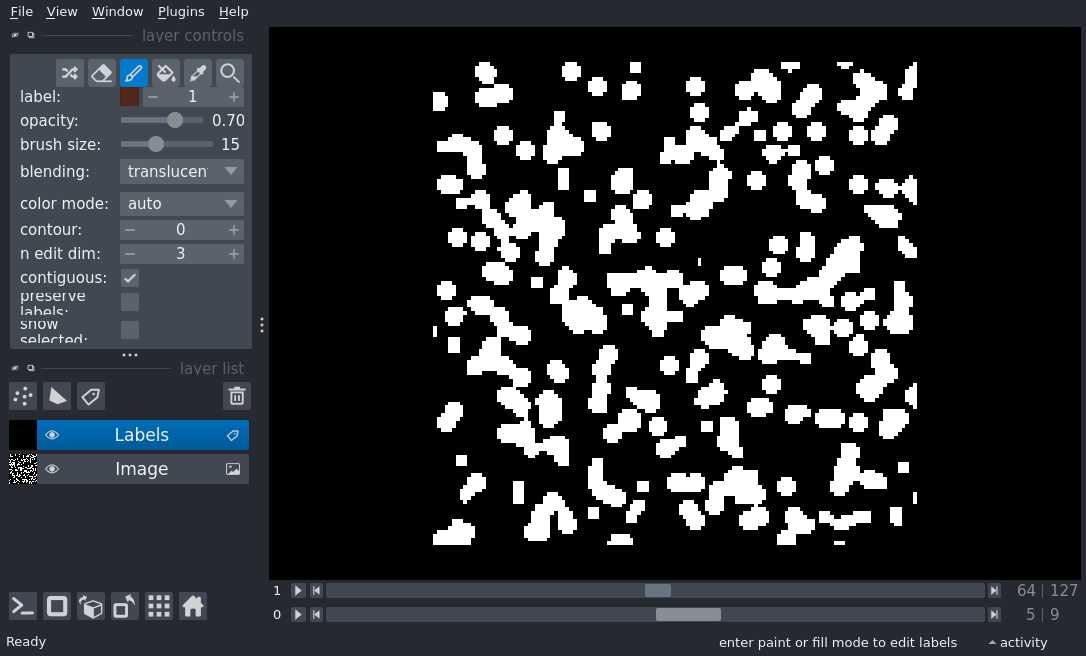 File View Window Plugins Help
layer controls
label: 1
opacity: 0.70
brush size: 15
blending: translucen
color mode: auto
contour: 0
n edit dim: 3
contiguous:
preserve
labels:
show
selected:
layer list
Labels
Image
1 64 127
0 5 9
Ready enter paint or fill mode to edit labels activity